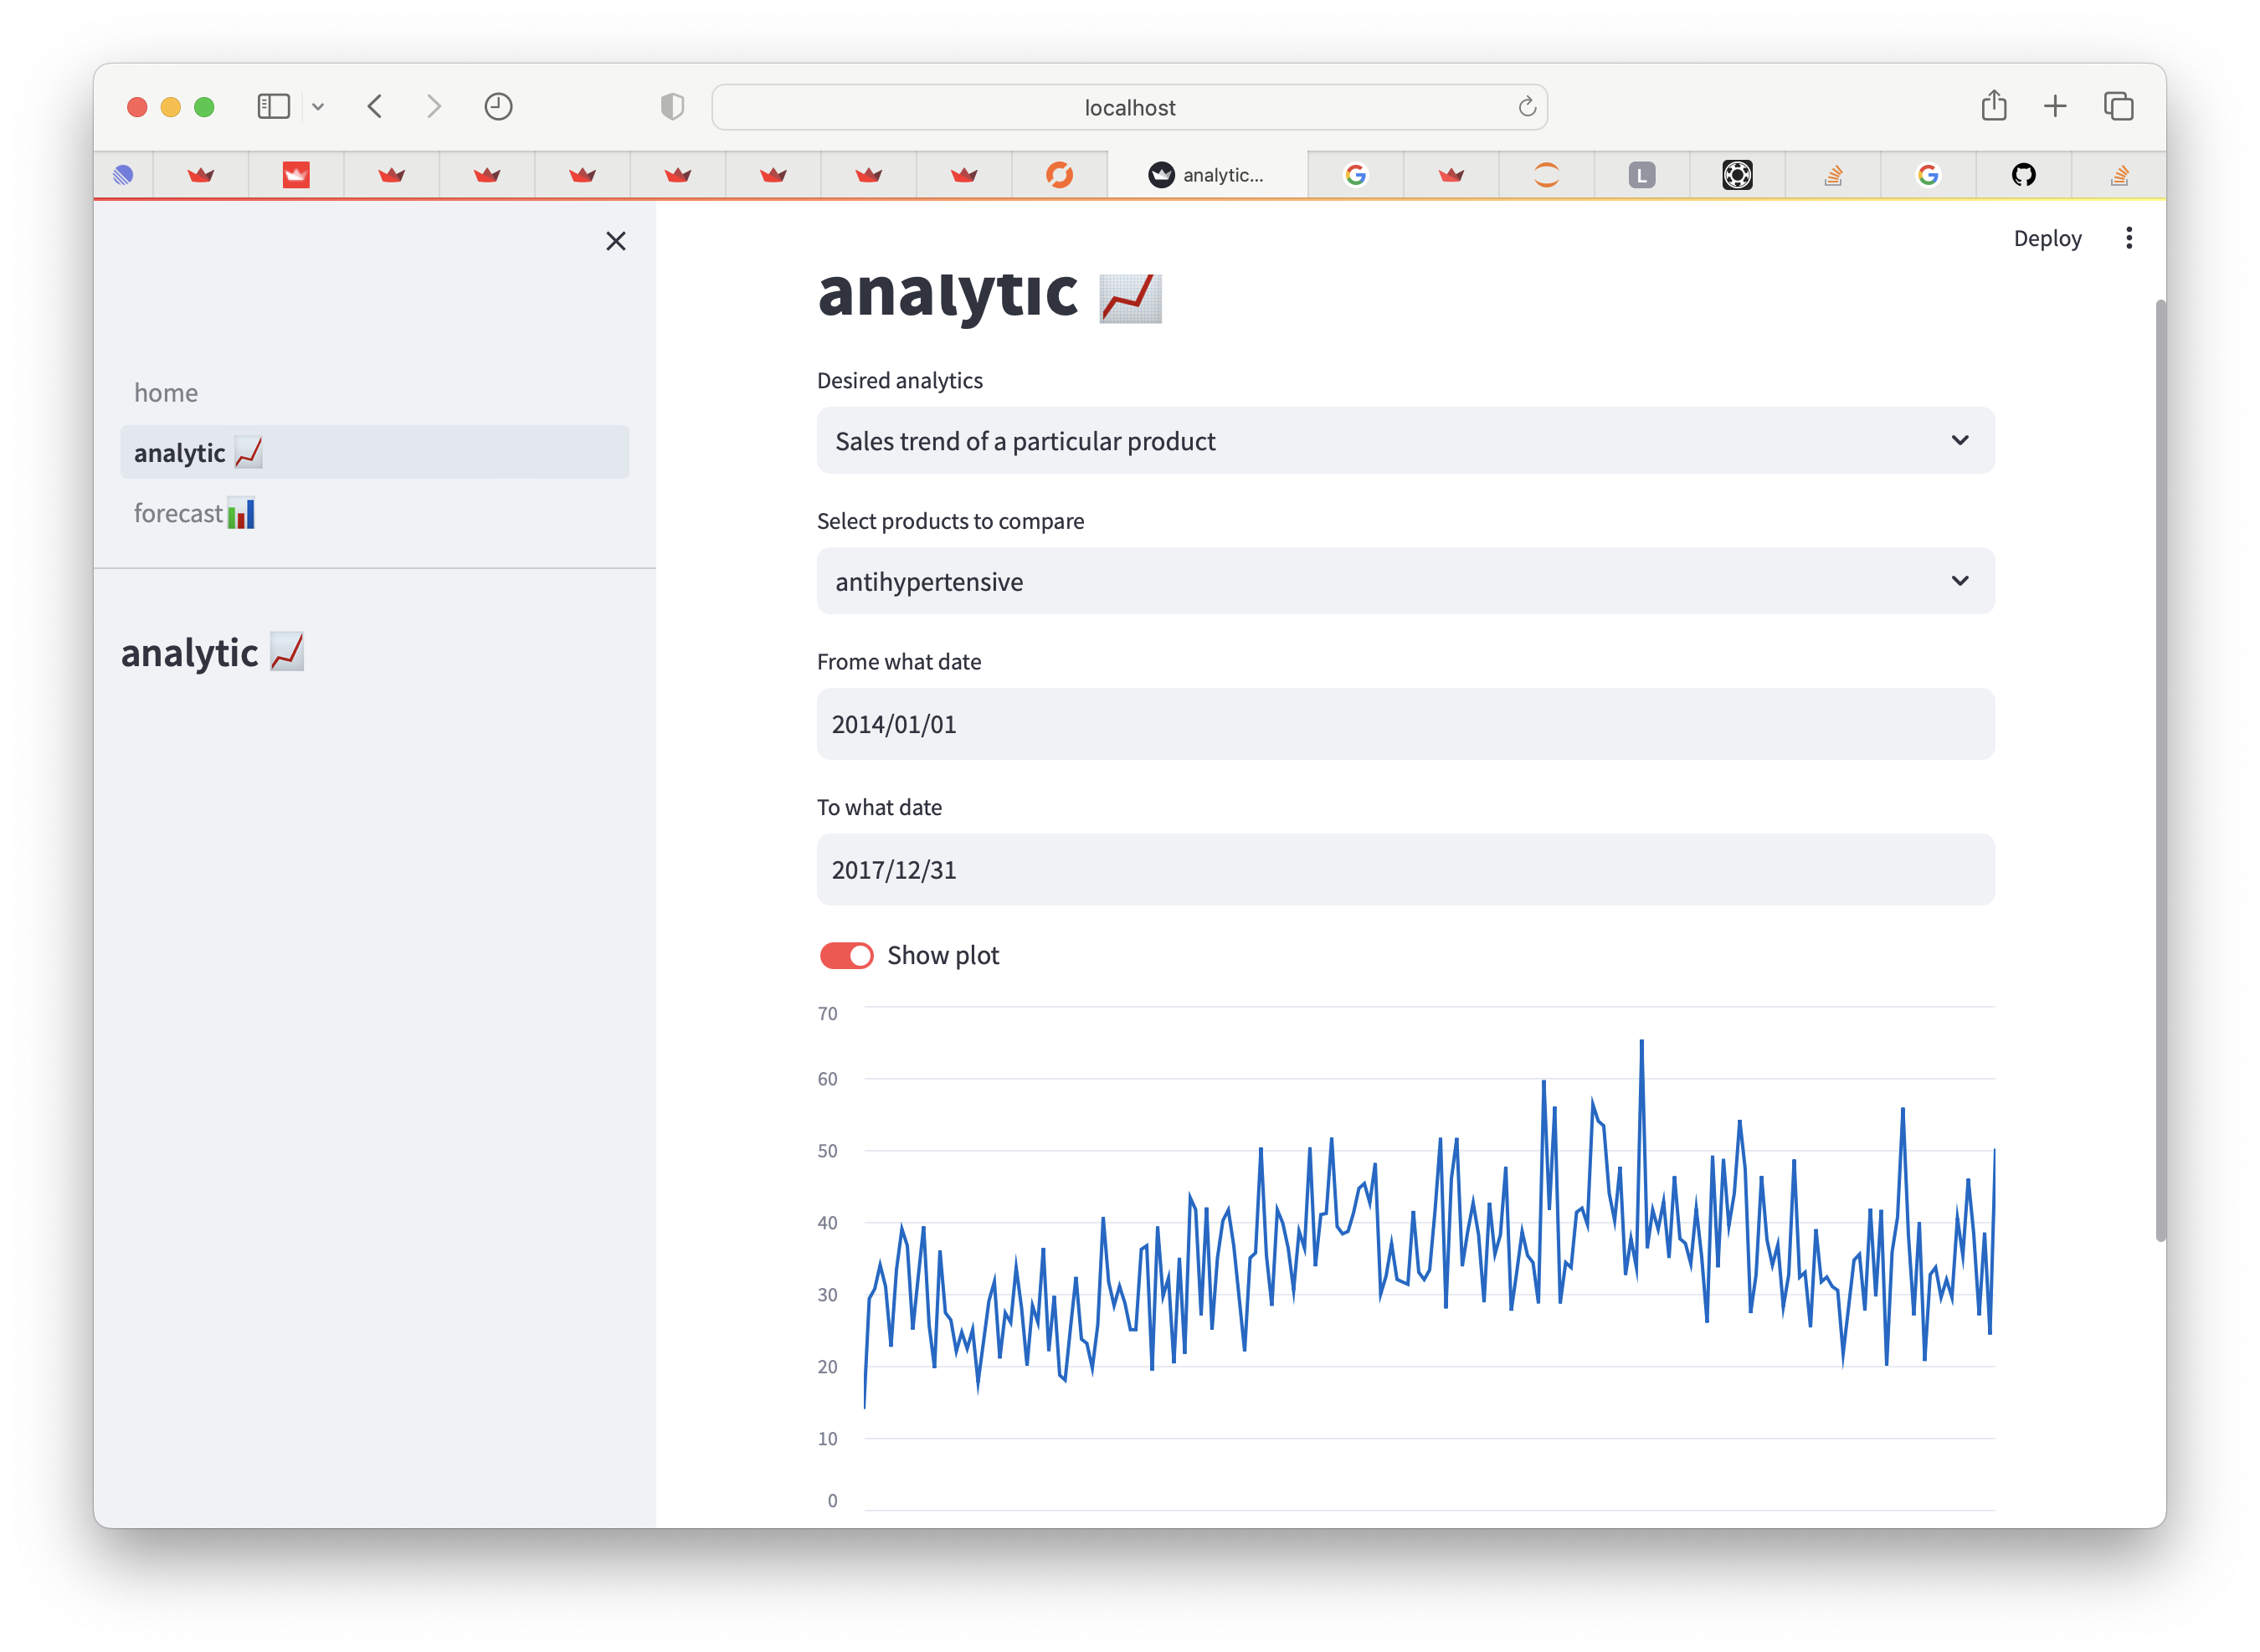 localhost
analytic...
L
Deploy
home
analytic
forecast
analytic
analytic
Desired analytics
Sales trend of a particular product
Select products to compare
antihypertensive
Frome what date
2014/01/01
To what date
2017/12/31
Show plot
70
60
50
40
30
20
10
0